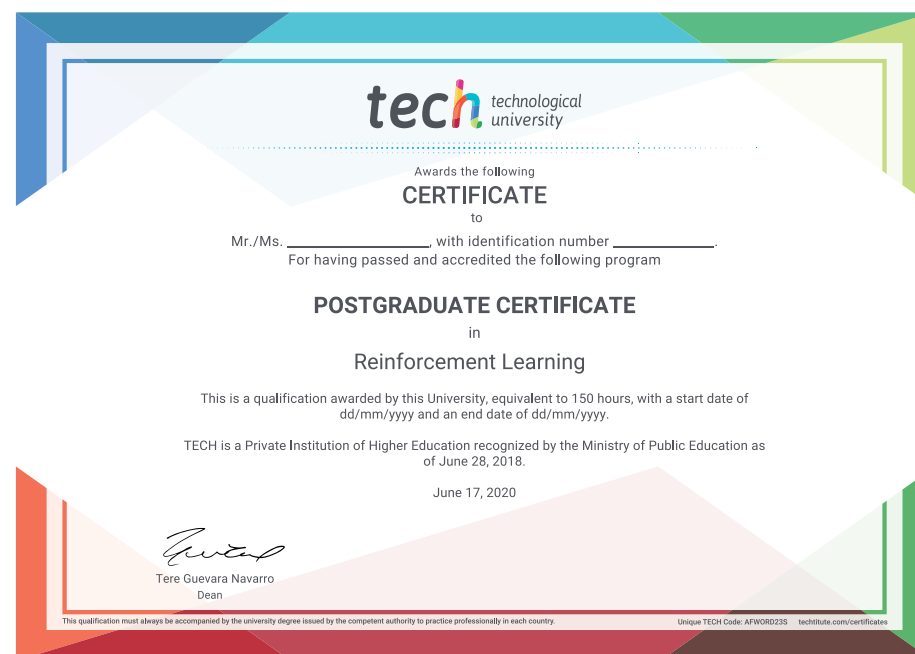 tech technological
university
Awards the following
CERTIFICATE
to
Mr./Ms. ____________________, with identification number ______________.
For having passed and accredited the following program
POSTGRADUATE CERTIFICATE
in
Reinforcement Learning
This is a qualification awarded by this University, equivalent to 150 hours, with a start date of
dd/mm/yyyy and an end date of dd/mm/yyyy.
TECH is a Private Institution of Higher Education recognized by the Ministry of Public Education as
of June 28, 2018.
June 17, 2020
Tere Guevara Navarro
Dean
This qualification must always be accompanied by the university degree issued by the competent authority to practice professionally in each country.
Unique TECH Code: AFWORD23S techtitute.com/certificates